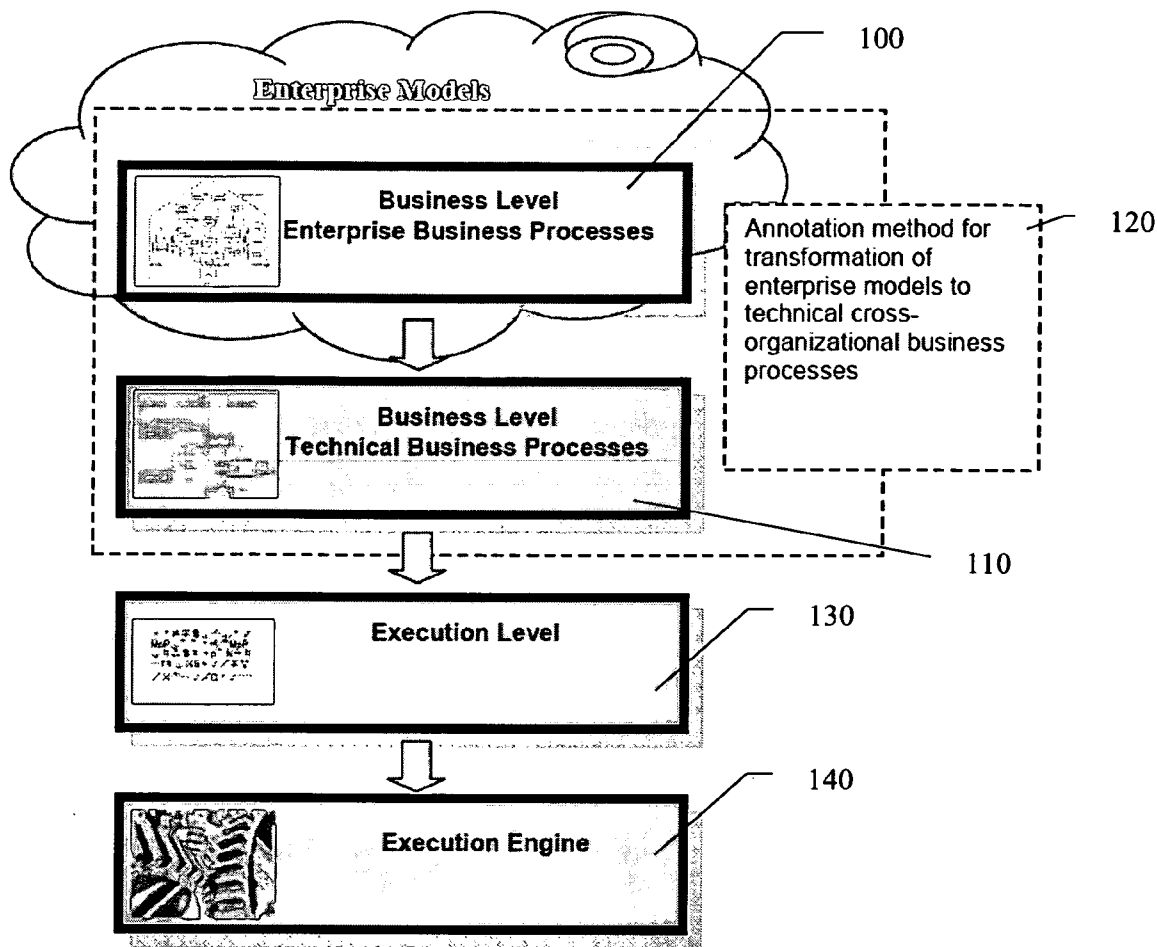 100
Enterprise Models
Business Level
Enterprise Business Processes
120
Annotation method for
transformation of
enterprise models to
technical cross-
organizational business
processes
Business Level
Technical Business Processes
110
130
Execution Level
140
Execution Engine